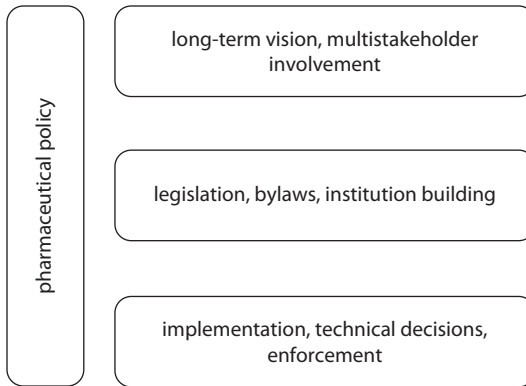 pharmaceutical policy
long-term vision, multistakeholder
involvement
legislation, bylaws, institution building
implementation, technical decisions,
enforcement